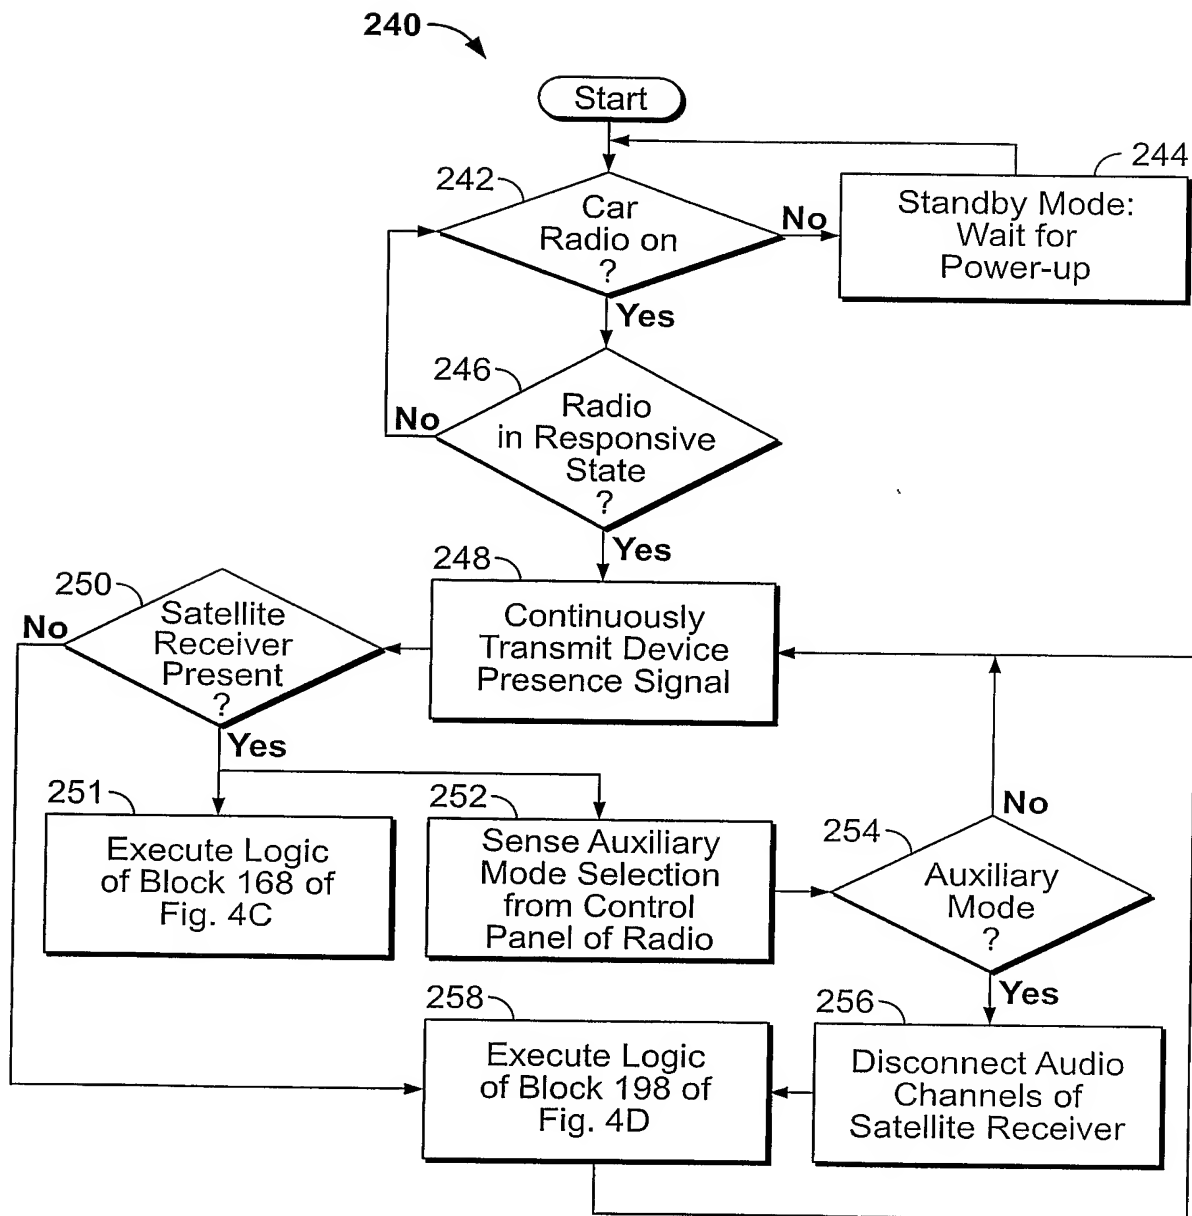 240
Start
244
242
Car
Radio on
?
No
Standby Mode:
Wait for
Power-up
Yes
246
Radio
in Responsive
State
?
No
Yes
248
250
Satellite
Receiver
Present
?
No
Continuously
Transmit Device
Presence Signal
Yes
251
Execute Logic
of Block 168 of
Fig. 4C
252
Sense Auxiliary
Mode Selection
from Control
Panel of Radio
No
254
Auxiliary
Mode
?
Yes
258
Execute Logic
of Block 198 of
Fig. 4D
256
Disconnect Audio
Channels of
Satellite Receiver